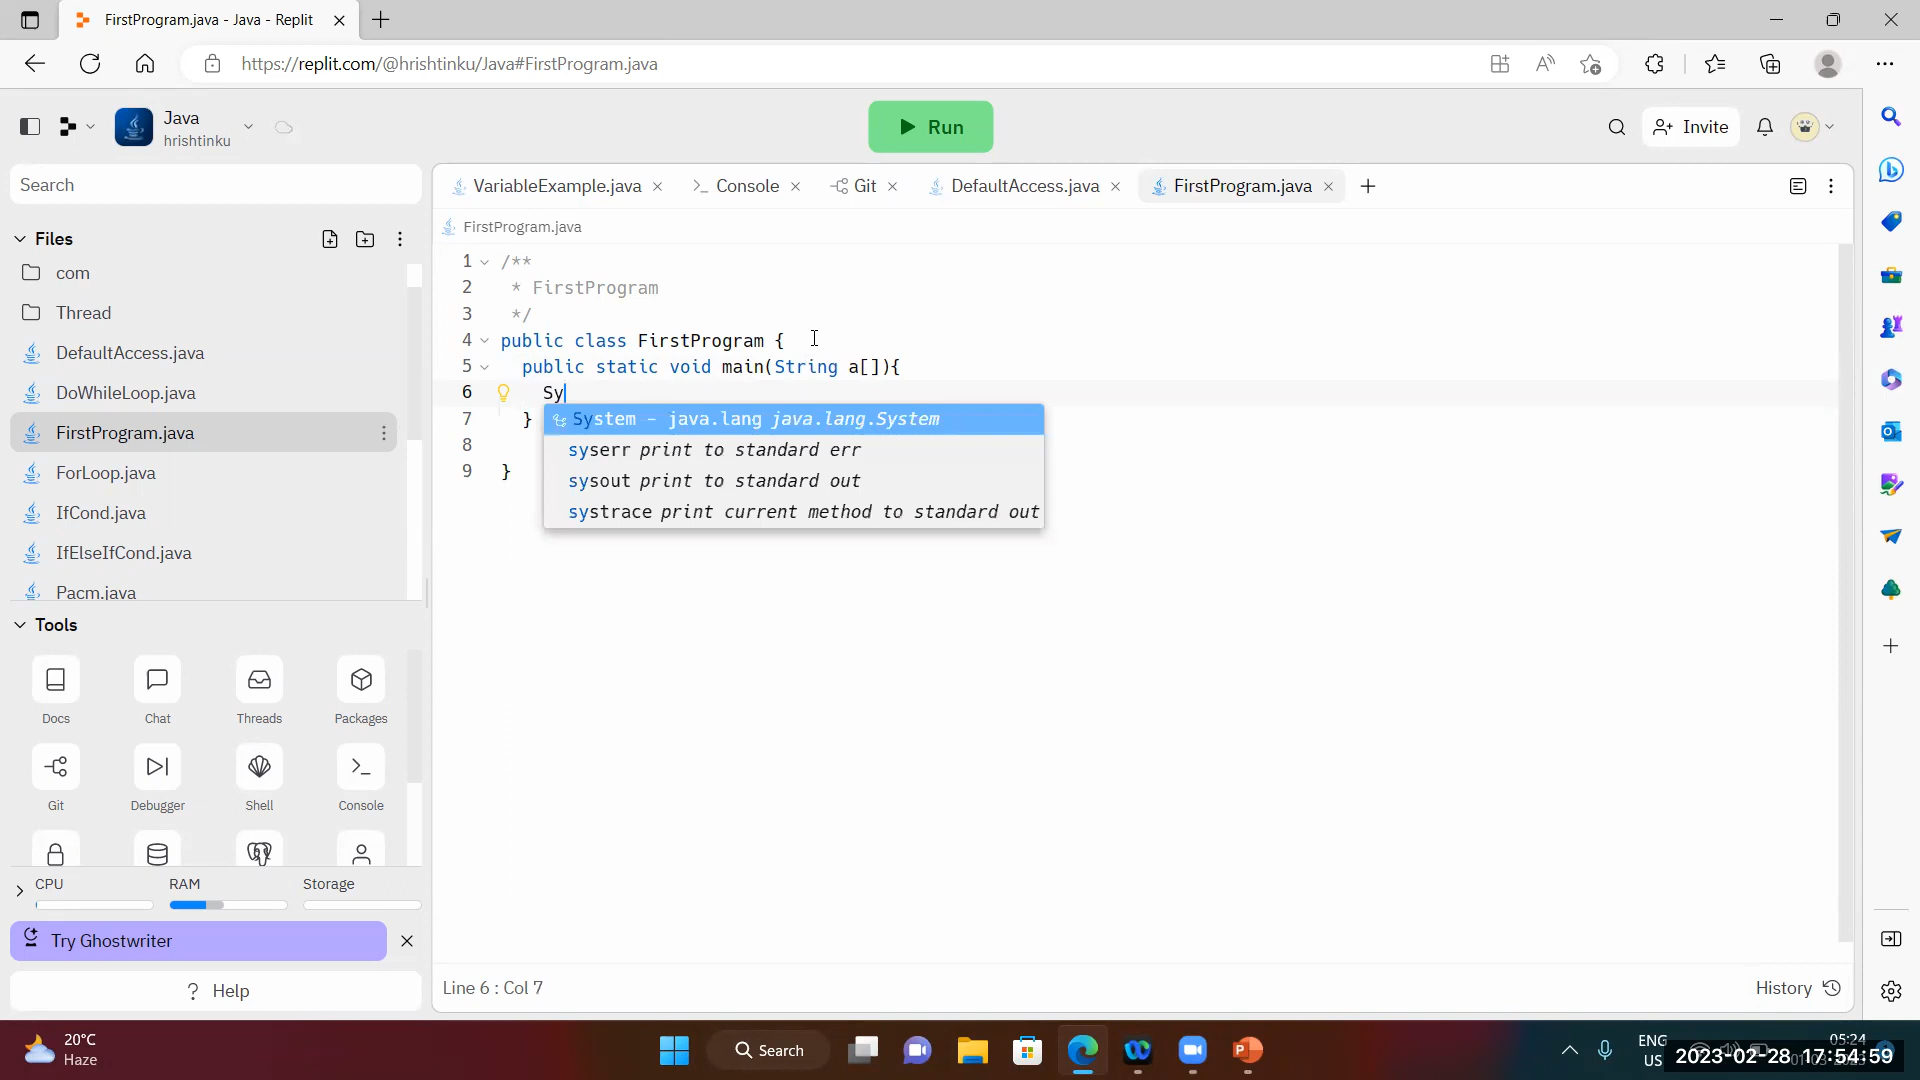 FirstProgram.java - Java - Replit
https://replit.com/@hrishtinku/Java#FirstProgram.java
Java
hrishtinku
Run
Invite
Search
VariableExample.java
Console
Git
DefaultAccess.java
FirstProgram.java
Files
FirstProgram.java
com
Thread
DefaultAccess.java
DoWhileLoop.java
FirstProgram.java
ForLoop.java
IfCond.java
IfElseIfCond.java
Pacm.java
1 /**
2 * FirstProgram
3 */
4 public class FirstProgram {
5 public static void main(String a[]){
6 Sy
7 }
8
9 }
System - java.lang java.lang.System
syserr print to standard err
sysout print to standard out
systrace print current method to standard out
Tools
Docs
Chat
Threads
Packages
Git
Debugger
Shell
Console
CPU
RAM
Storage
Try Ghostwriter
? Help
Line 6 : Col 7
History
20°C
Haze
Search
ENG
US
05:24
2023-02-28 17:54:59